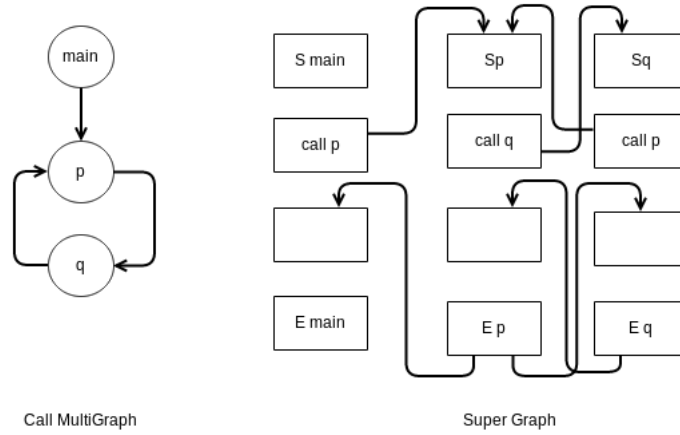 main
p
q
Call MultiGraph
S main
Sp
Sq
call p
call q
call p
E main
E p
E q
Super Graph